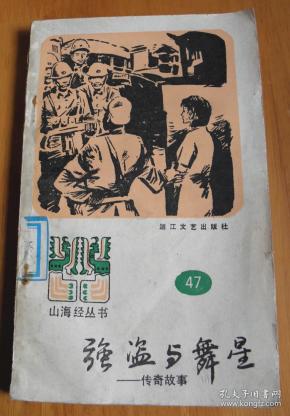 浙江文艺出版社
47
山海经丛书
强盗与舞星
——传奇故事
孔夫子旧书网